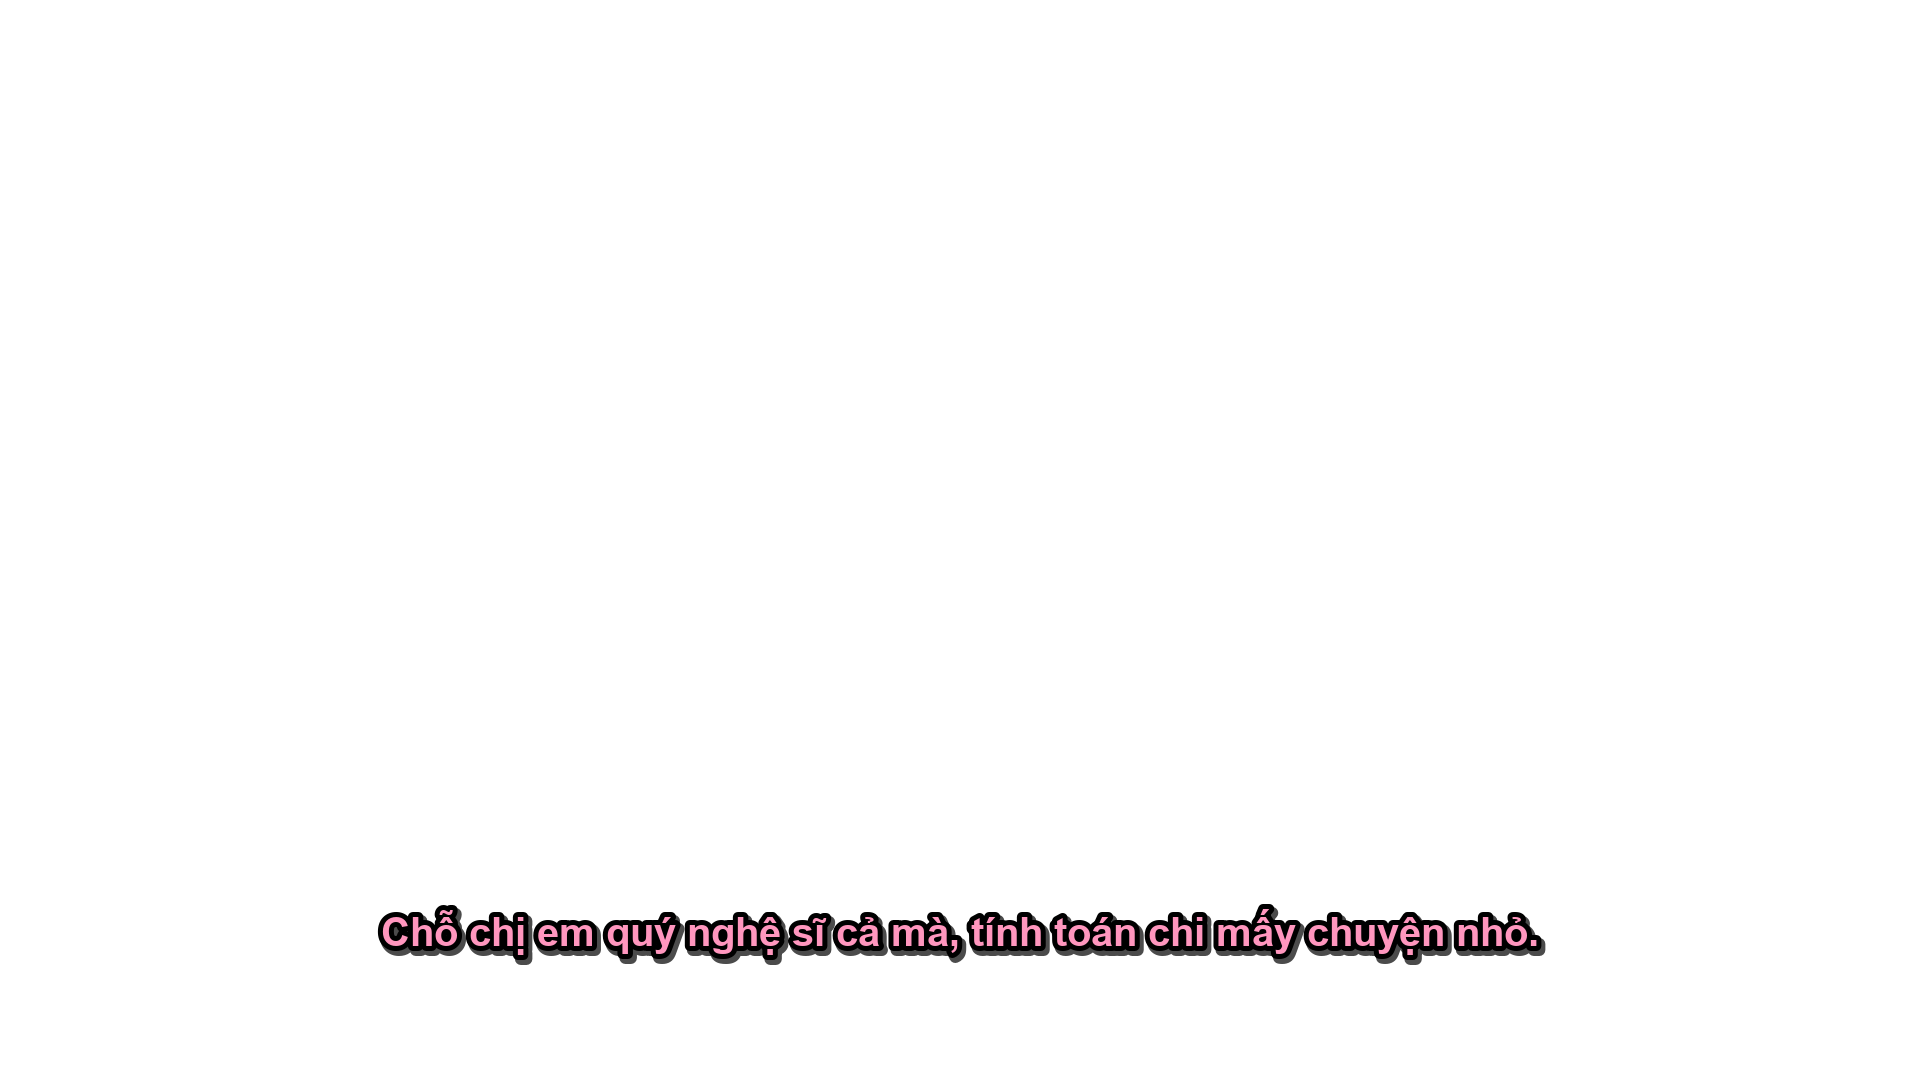 Chỗ chị em quý nghệ sĩ cả mà, tính toán chi mấy chuyện nhỏ.